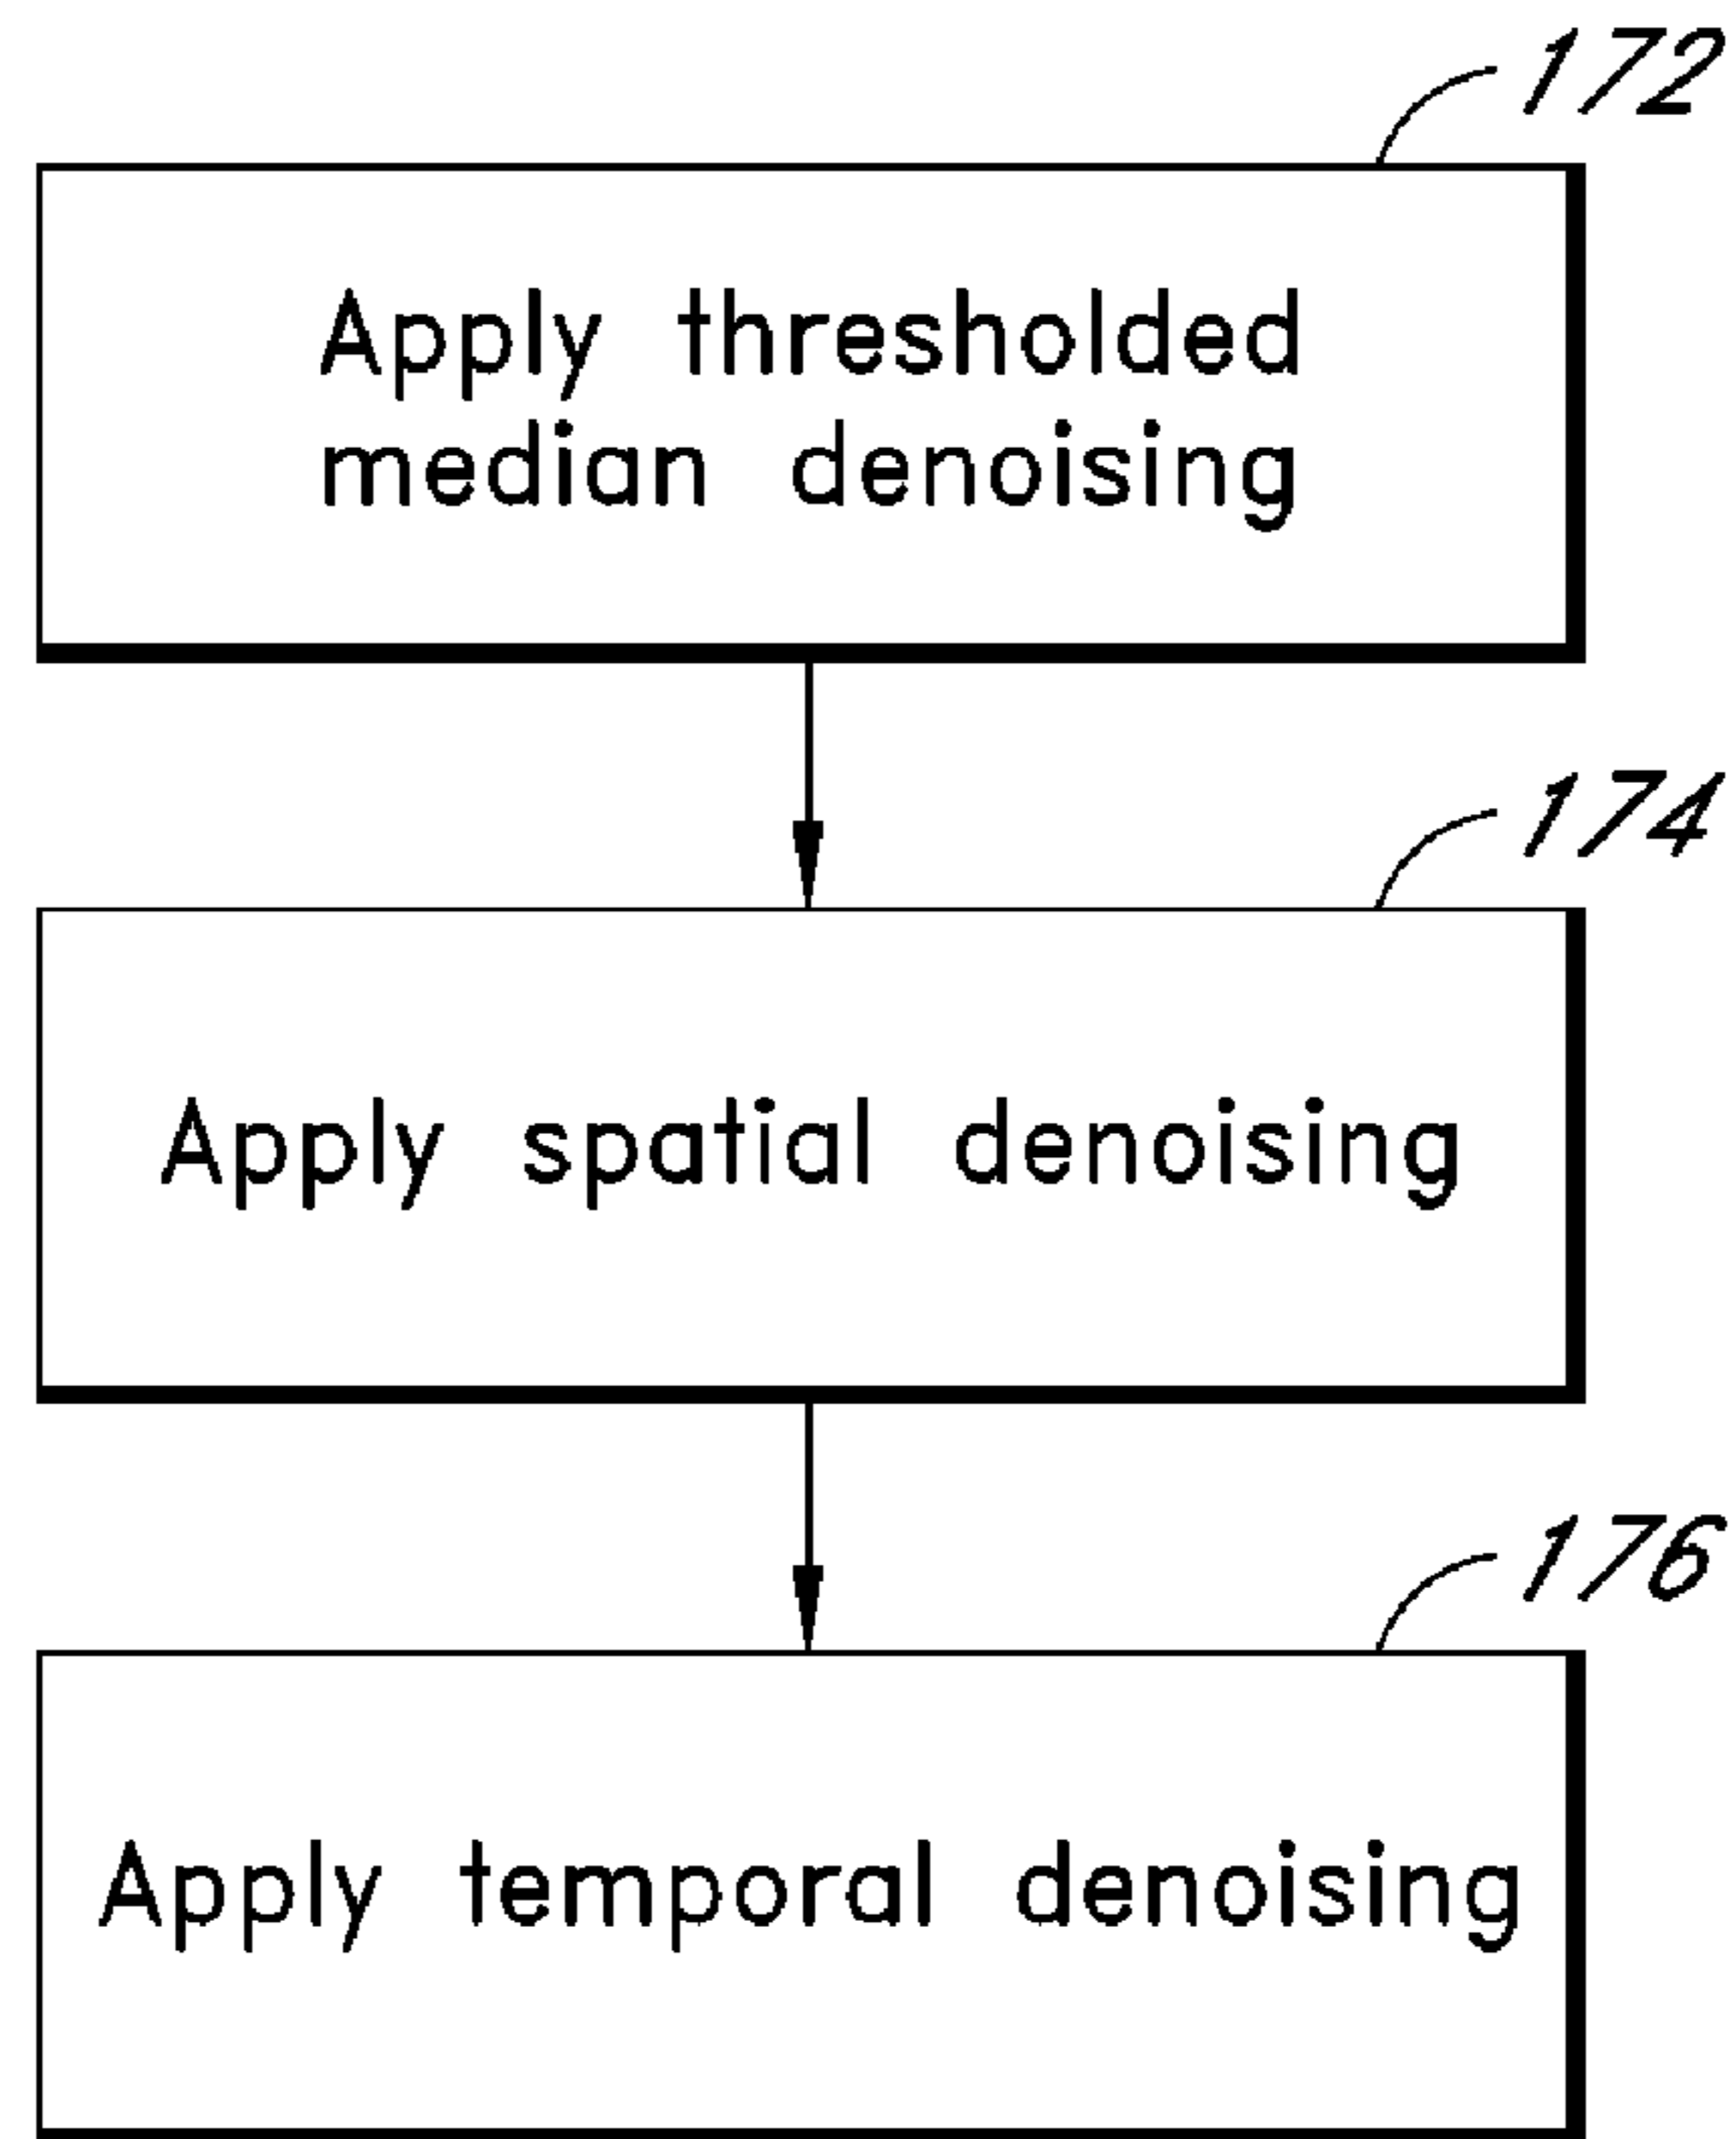 172
Apply thresholded
median denoising
174
Apply spatial denoising
176
Apply temporal denoising